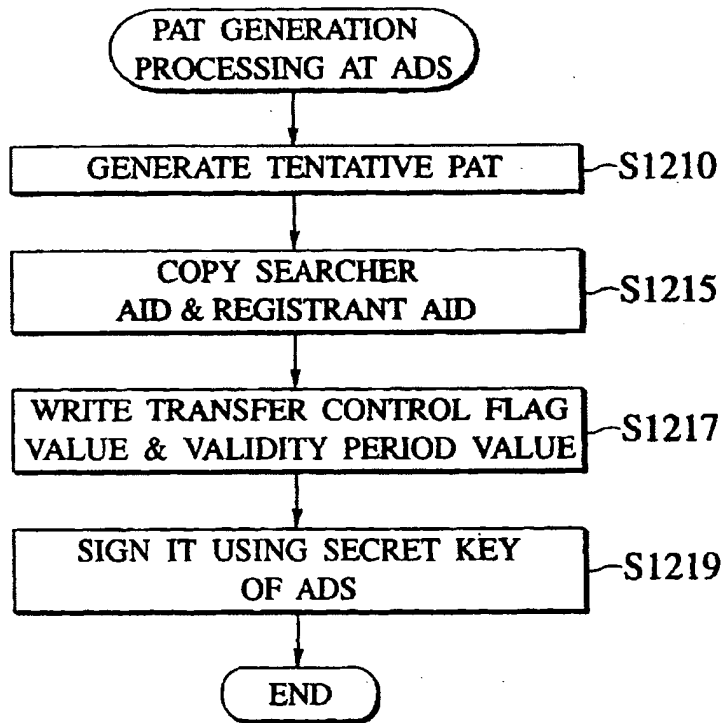 PAT GENERATION
PROCESSING AT ADS
GENERATE TENTATIVE PAT
S1210
COPY SEARCHER
AID & REGISTRANT AID
S1215
WRITE TRANSFER CONTROL FLAG
VALUE & VALIDITY PERIOD VALUE
S1217
SIGN IT USING SECRET KEY
OF ADS
S1219
END